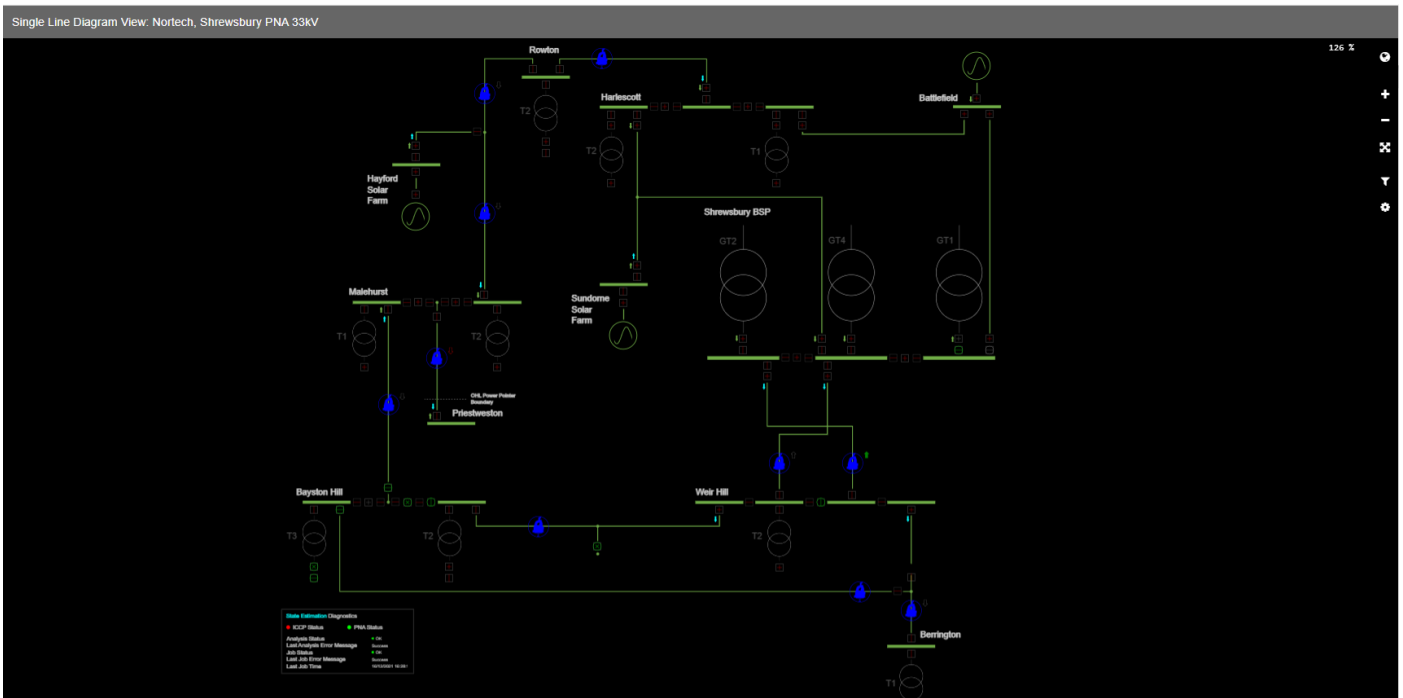 Single Line Diagram View: Nortech, Shrewsbury PNA 33kV
126 %
Rowton
T2
Harlescott
Battlefield
T2
T1
Hayford
Solar
Farm
Shrewsbury BSP
GT2
GT4
GT1
Malehurst
Sundorne
Solar
Farm
T1
T2
OHL Power Pointer
Boundary
Priestweston
Bayston Hill
Weir Hill
T3
T2
T2
State Estimation Diagnostics
ICCP Status
PNA Status
Analysis Status
OK
Last Analysis Error Message
Success
Job Status
OK
Last Job Error Message
Success
Last Job Time
Berrington
T1